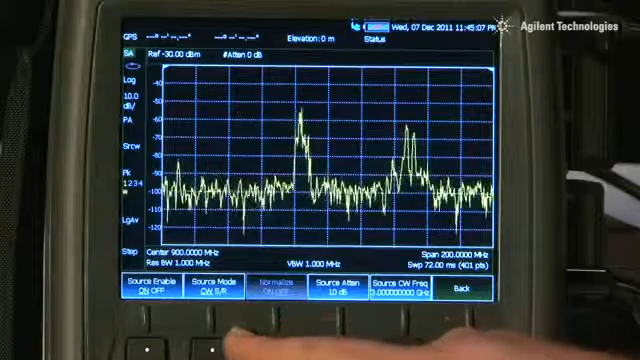 GPS --°--'--.---" --°--'--.---" Elevation: 0 m
Wed, 07 Dec 2011 11:45:07 PM
Status
Agilent Technologies
SA Ref -30.00 dBm #Atten 0 dB
Log
10.0
dB/
PA
Srcw
Pk
1234
W
LgAv
Step
-40
-50
-60
-70
-80
-90
-100
-110
-120
Center 900.0000 MHz Span 200.0000 MHz
Res BW 1.000 MHz VBW 1.000 MHz Swp 72.00 ms (401 pts)
Source Enable Source Mode Normalize Source Atten Source CW Freq Back
ON OFF CW S/R ON OFF 10 dB 3.000000000 GHz